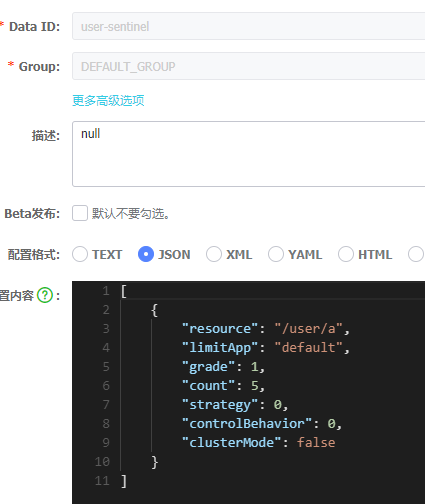 * Data ID: user-sentinel
* Group: DEFAULT_GROUP
更多高级选项
描述: null
Beta发布: 默认不要勾选。
配置格式: TEXT JSON XML YAML HTML
置内容 ? :
1 [
2 {
3 "resource": "/user/a",
4 "limitApp": "default",
5 "grade": 1,
6 "count": 5,
7 "strategy": 0,
8 "controlBehavior": 0,
9 "clusterMode": false
10 }
11 ]